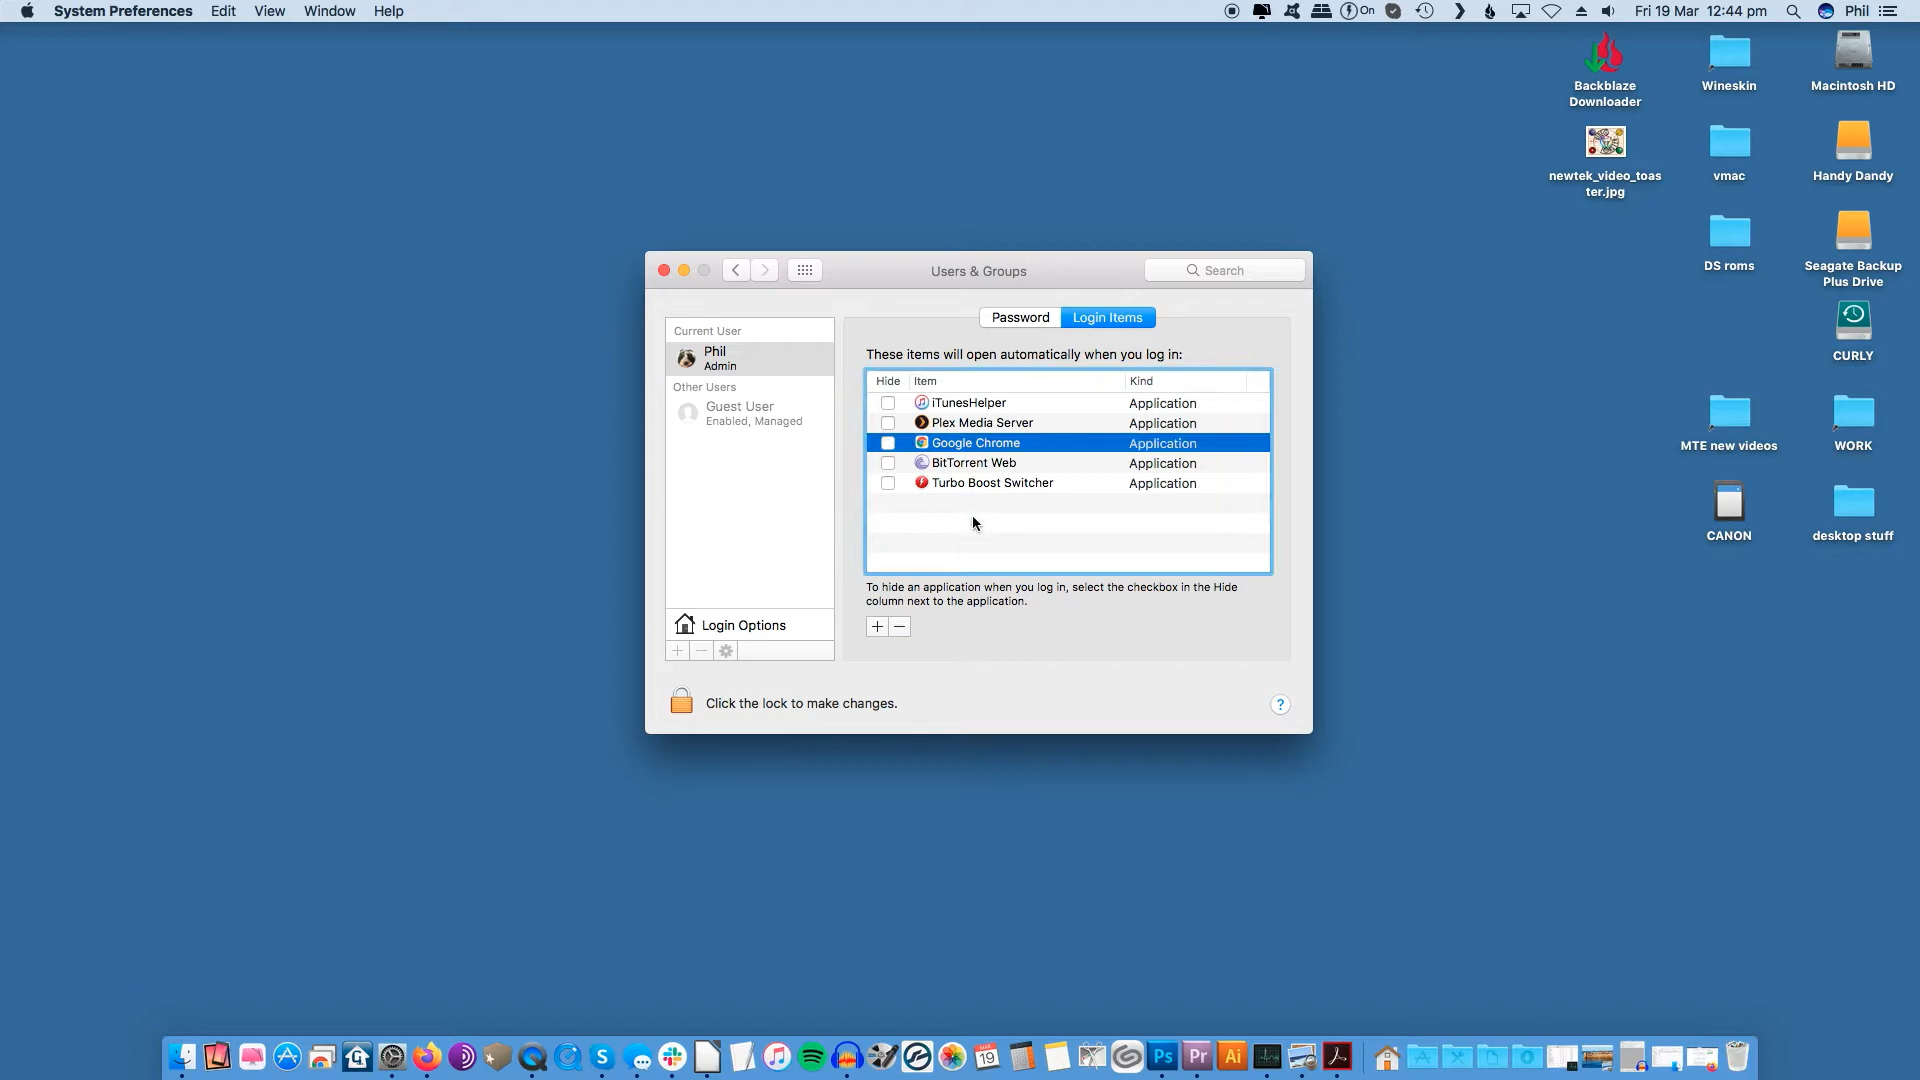 System Preferences Edit View Window Help
On Fri 19 Mar 12:44 pm Phil
Backblaze
Downloader
Wineskin
Macintosh HD
newtek_video_toas
ter.jpg
vmac
Handy Dandy
DS roms
Seagate Backup
Plus Drive
CURLY
MTE new videos
WORK
CANON
desktop stuff
Users & Groups
Search
Password Login Items
Current User
Phil
Admin
Other Users
Guest User
Enabled, Managed
Login Options
These items will open automatically when you log in:
Hide Item Kind
iTunesHelper Application
Plex Media Server Application
Google Chrome Application
BitTorrent Web Application
Turbo Boost Switcher Application
To hide an application when you log in, select the checkbox in the Hide
column next to the application.
+ −
+ −
Click the lock to make changes.
?
MAR
19
Ps Pr Ai